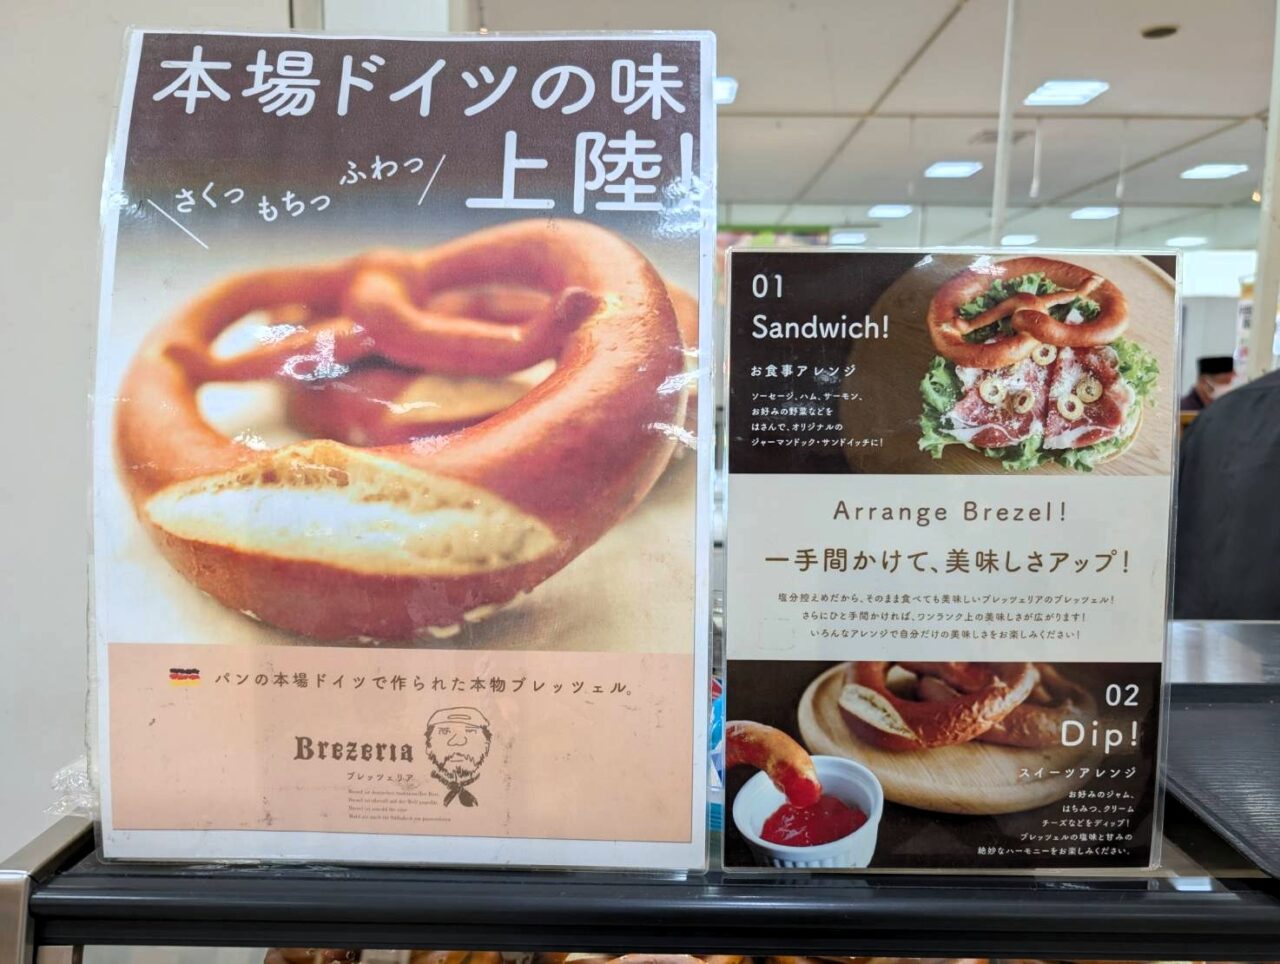 本場ドイツの味
上陸!
さくっ
もちっ
ふわっ
パンの本場ドイツで作られた本物ブレッツェル。
Brezeria
ブレッツェリア
01
Sandwich!
お食事アレンジ
ソーセージ、ハム、サーモン、
お好みの野菜などを
はさんで、オリジナルの
ジャーマンドック・サンドイッチに!
Arrange Brezel!
一手間かけて、美味しさアップ!
塩分控えめだから、そのまま食べても美味しいブレッツェリアのブレッツェル!
さらにひと手間かければ、ワンランク上の美味しさが広がります!
いろんなアレンジで自分だけの美味しさをお楽しみください!
02
Dip!
スイーツアレンジ
お好みのジャム、
はちみつ、クリーム
チーズなどをディップ!
ブレッツェルの塩味と甘みの
絶妙なハーモニーをお楽しみください。